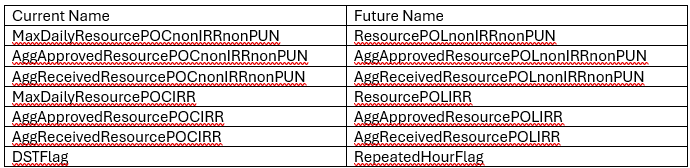 Current Name Future Name
MaxDailyResourcePOCnonIRRnonPUN ResourcePOLnonIRRnonPUN
AggApprovedResourcePOCnonIRRnonPUN AggApprovedResourcePOLnonIRRnonPUN
AggReceivedResourcePOCnonIRRnonPUN AggReceivedResourcePOLnonIRRnonPUN
MaxDailyResourcePOCIRR ResourcePOLIRR
AggApprovedResourcePOCIRR AggApprovedResourcePOLIRR
AggReceivedResourcePOCIRR AggReceivedResourcePOLIRR
DSTFlag RepeatedHourFlag